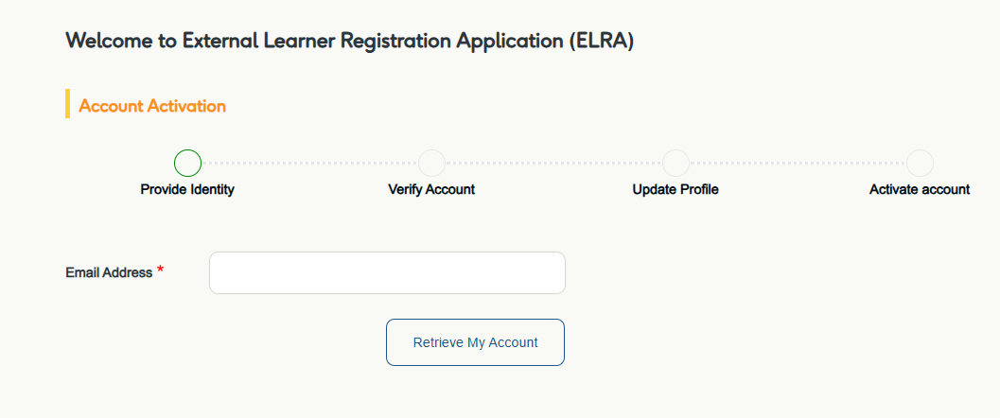 Welcome to External Learner Registration Application (ELRA)
Account Activation
Provide Identity
Verify Account
Update Profile
Activate account
Email Address *
Retrieve My Account